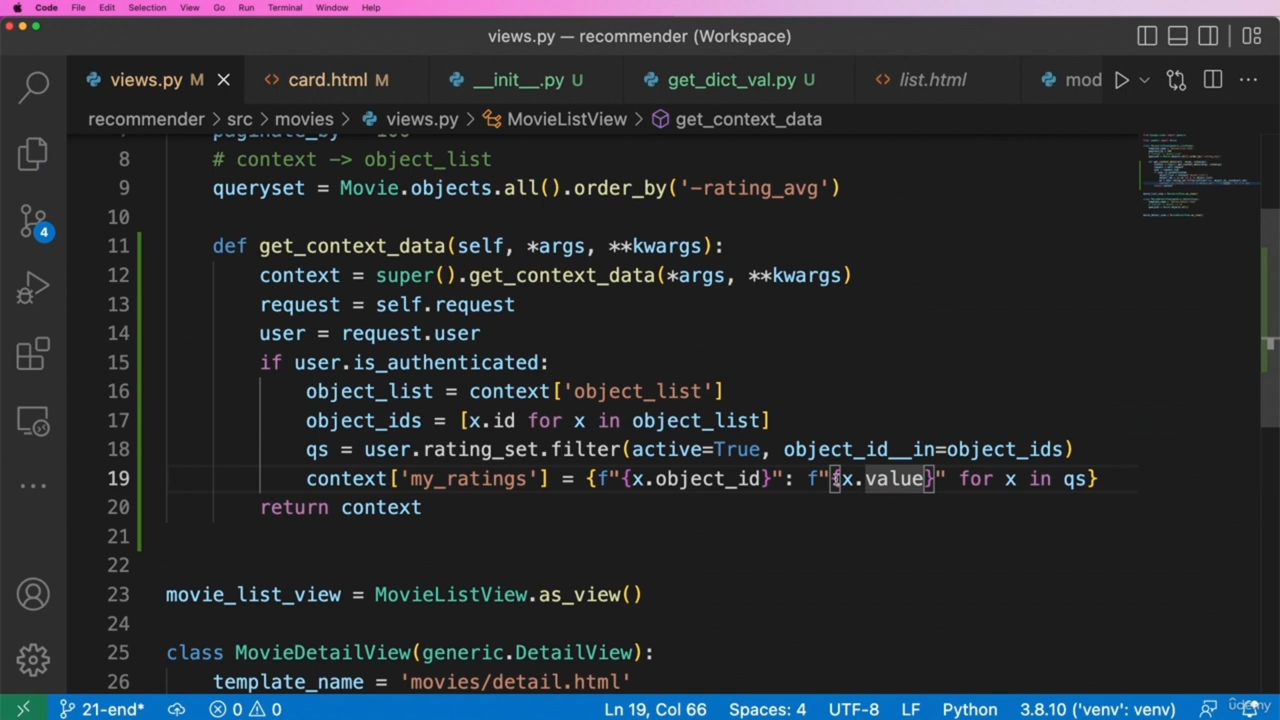 Code File Edit Selection View Go Run Terminal Window Help
views.py — recommender (Workspace)
views.py M card.html M __init__.py U get_dict_val.py U list.html mod
recommender > src > movies > views.py > MovieListView > get_context_data
paginate_by = 100
8 # context -> object_list
9 queryset = Movie.objects.all().order_by('-rating_avg')
10
11 def get_context_data(self, *args, **kwargs):
12 context = super().get_context_data(*args, **kwargs)
13 request = self.request
14 user = request.user
15 if user.is_authenticated:
16 object_list = context['object_list']
17 object_ids = [x.id for x in object_list]
18 qs = user.rating_set.filter(active=True, object_id__in=object_ids)
19 context['my_ratings'] = {f"{x.object_id}": f"{x.value}" for x in qs}
20 return context
21
22
23 movie_list_view = MovieListView.as_view()
24
25 class MovieDetailView(generic.DetailView):
26 template_name = 'movies/detail.html'
4
21-end* 0 0 Ln 19, Col 66 Spaces: 4 UTF-8 LF Python 3.8.10 ('venv': venv)
udemy